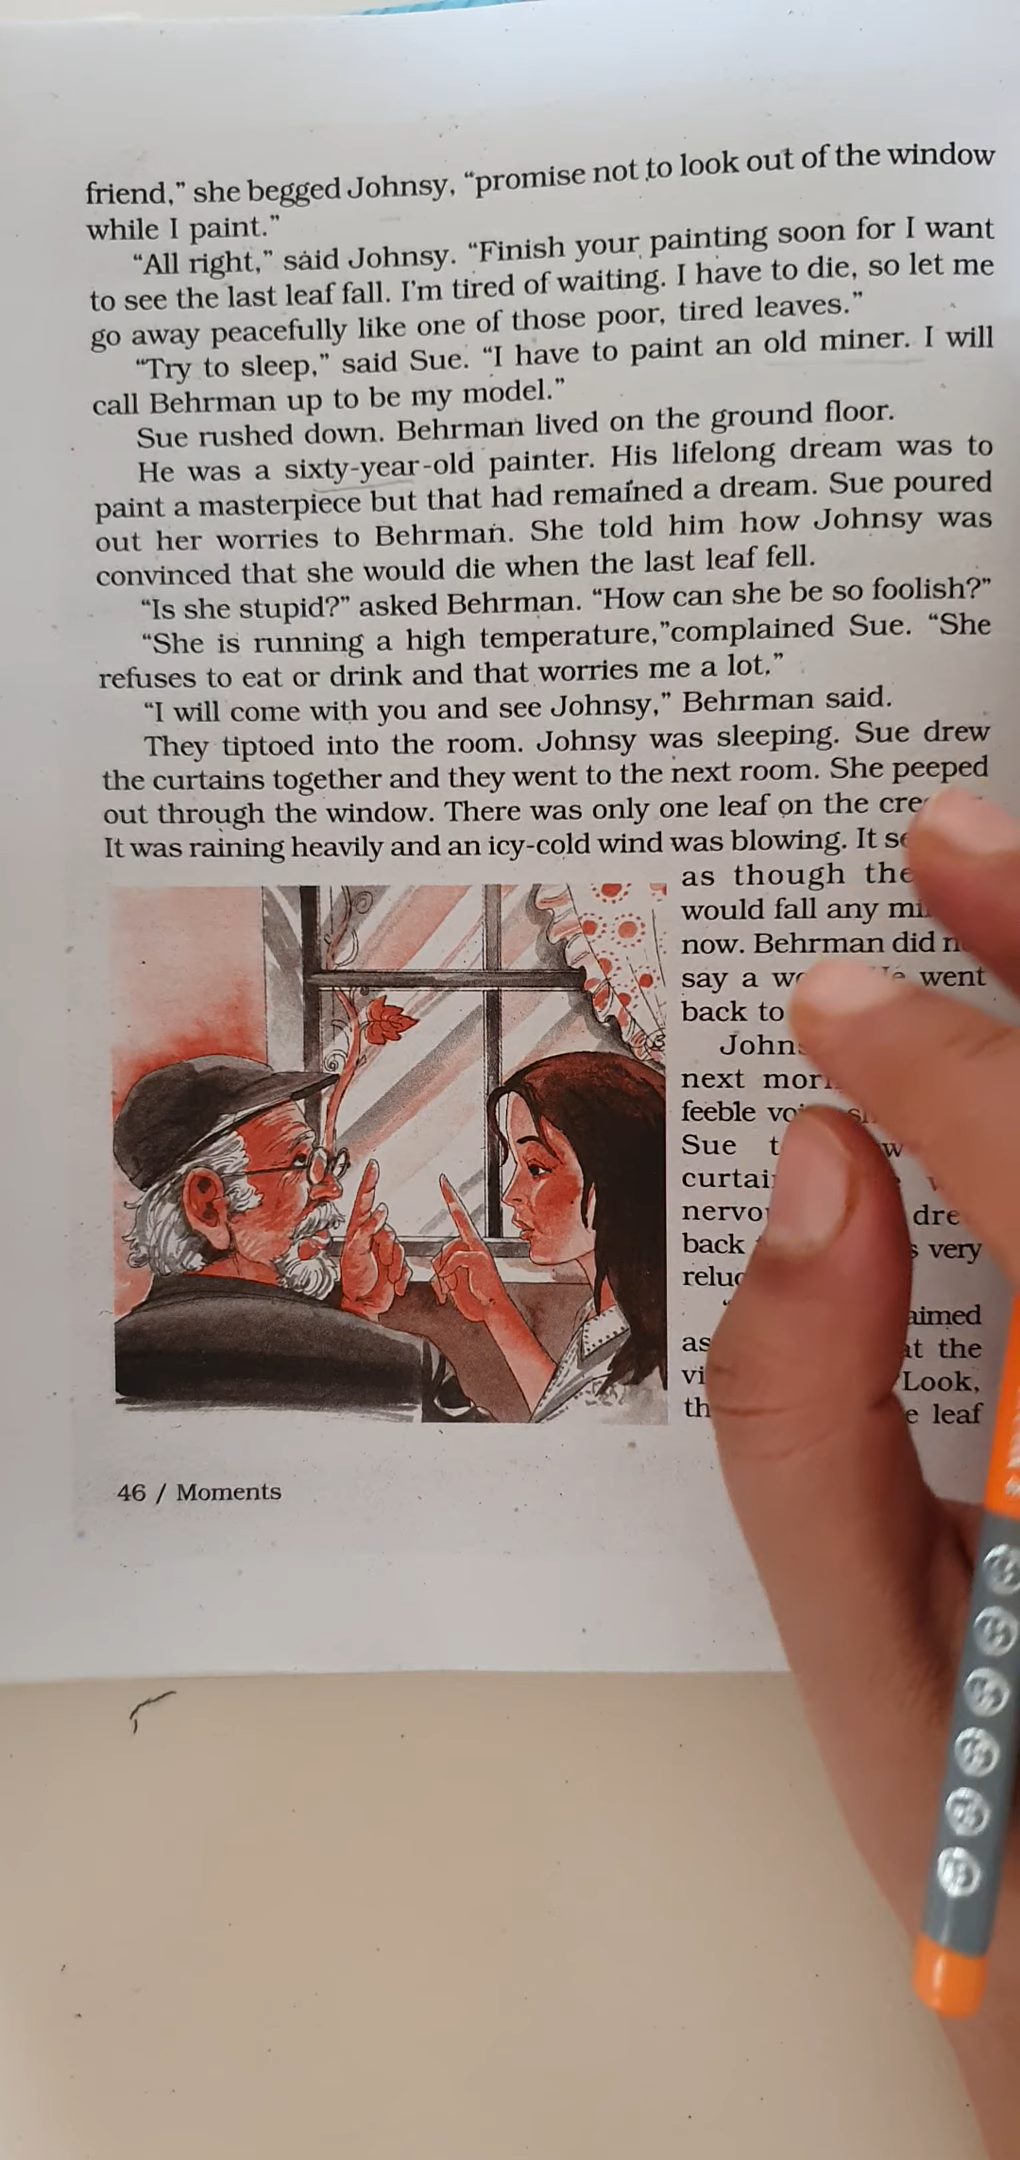 friend,” she begged Johnsy, “promise not to look out of the window
while I paint.”
“All right,” said Johnsy. “Finish your painting soon for I want
to see the last leaf fall. I'm tired of waiting. I have to die, so let me
go away peacefully like one of those poor, tired leaves.”
“Try to sleep,” said Sue. “I have to paint an old miner. I will
call Behrman up to be my model.”
Sue rushed down. Behrman lived on the ground floor.
He was a sixty-year-old painter. His lifelong dream was to
paint a masterpiece but that had remained a dream. Sue poured
out her worries to Behrman. She told him how Johnsy was
convinced that she would die when the last leaf fell.
“Is she stupid?” asked Behrman. “How can she be so foolish?”
“She is running a high temperature,”complained Sue. “She
refuses to eat or drink and that worries me a lot.”
“I will come with you and see Johnsy,” Behrman said.
They tiptoed into the room. Johnsy was sleeping. Sue drew
the curtains together and they went to the next room. She peeped
out through the window. There was only one leaf on the
It was raining heavily and an icy-cold wind was blowing. It
as though
would fall any
now. Behrman did
say a went
back to
next
feeble
Sue
back very
at the
Look,
leaf
46 / Moments